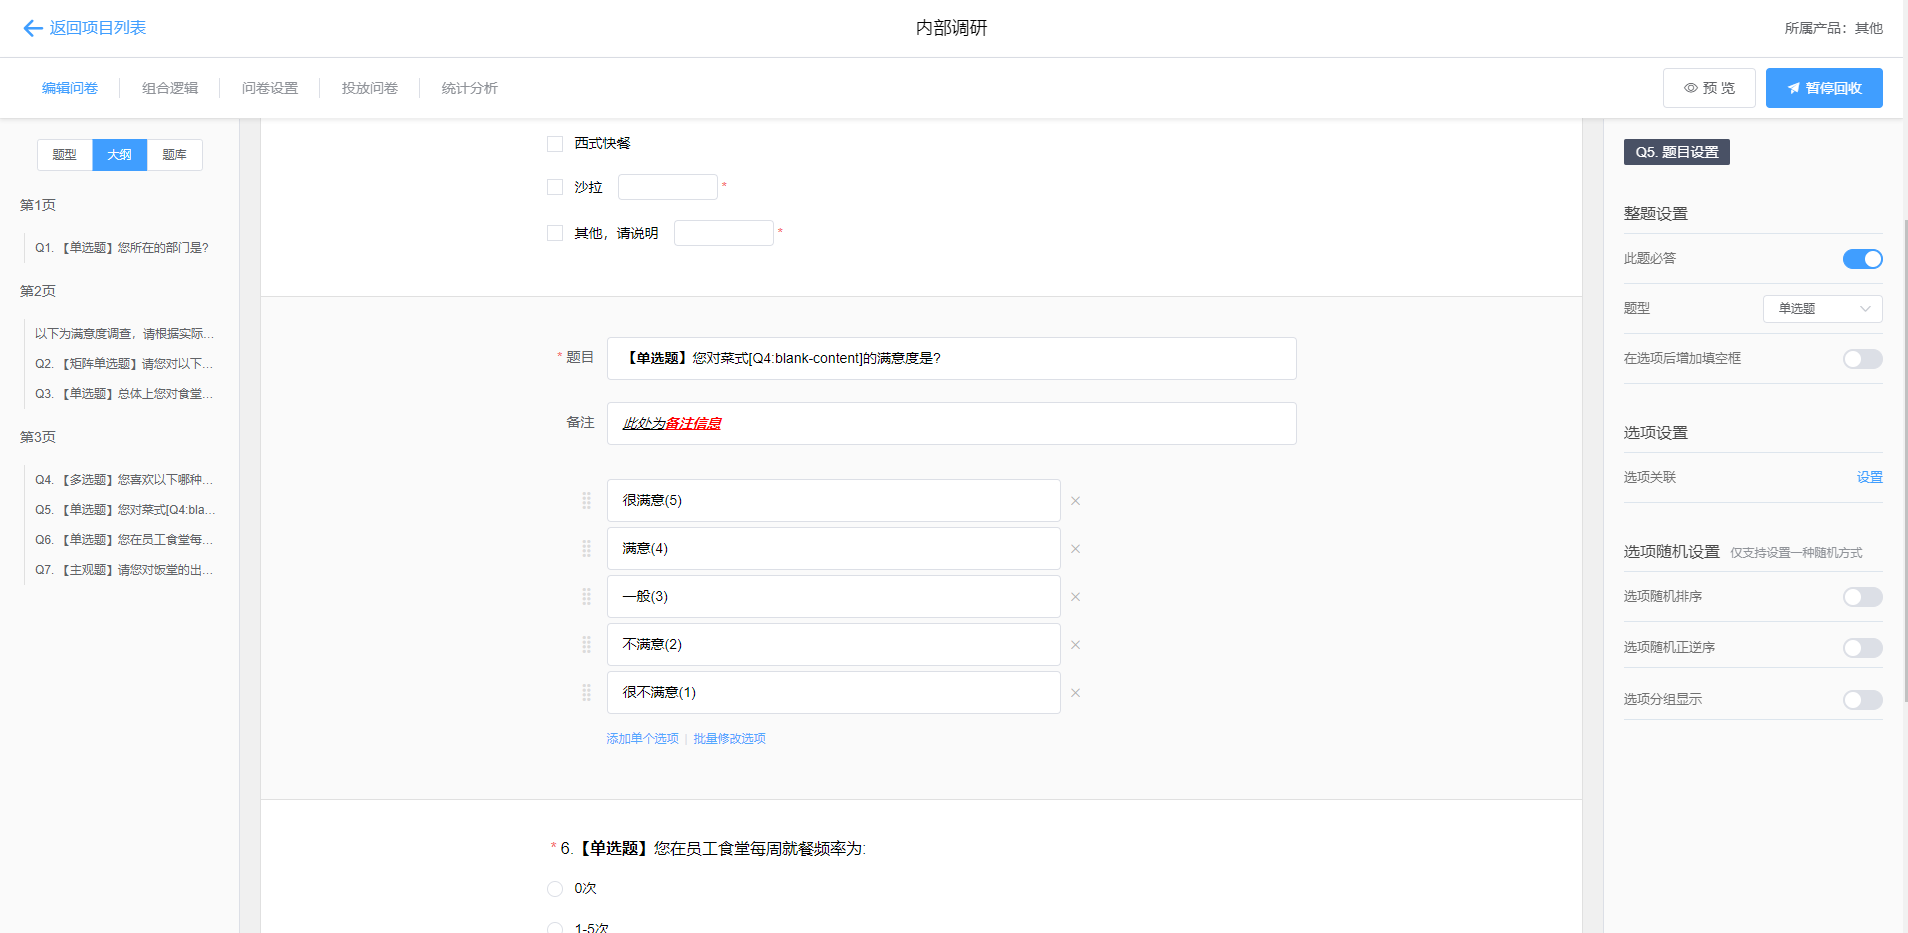 返回项目列表
内部调研
所属产品：其他
编辑问卷
组合逻辑
问卷设置
投放问卷
统计分析
预 览
暂停回收
题型
大纲
题库
第1页
Q1. 【单选题】您所在的部门是?
第2页
以下为满意度调查，请根据实际...
Q2. 【矩阵单选题】请您对以下...
Q3. 【单选题】总体上您对食堂...
第3页
Q4. 【多选题】您喜欢以下哪种...
Q5. 【单选题】您对菜式[Q4:bla...
Q6. 【单选题】您在员工食堂每...
Q7. 【主观题】请您对饭堂的出...
西式快餐
沙拉 *
其他，请说明 *
* 题目
【单选题】您对菜式[Q4:blank-content]的满意度是?
备注
此处为备注信息
很满意(5)
满意(4)
一般(3)
不满意(2)
很不满意(1)
添加单个选项 | 批量修改选项
* 6.【单选题】您在员工食堂每周就餐频率为:
0次
1-5次
Q5. 题目设置
整题设置
此题必答
题型
单选题
在选项后增加填空框
选项设置
选项关联
设置
选项随机设置 仅支持设置一种随机方式
选项随机排序
选项随机正逆序
选项分组显示